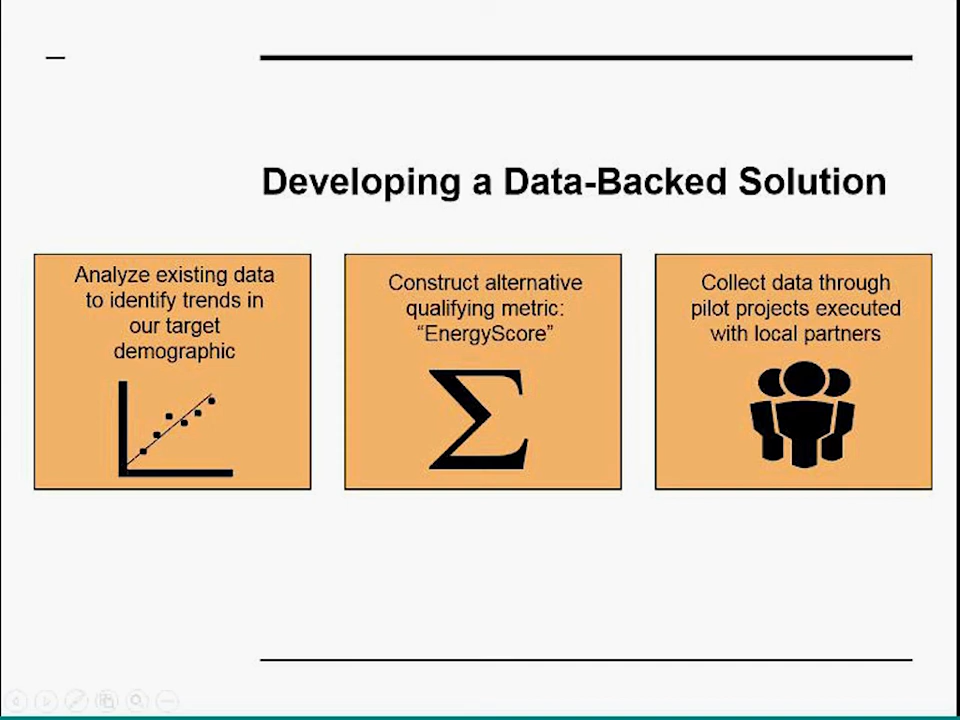 Developing a Data-Backed Solution
Analyze existing data
to identify trends in
our target
demographic
Construct alternative
qualifying metric:
“EnergyScore”
Σ
Collect data through
pilot projects executed
with local partners